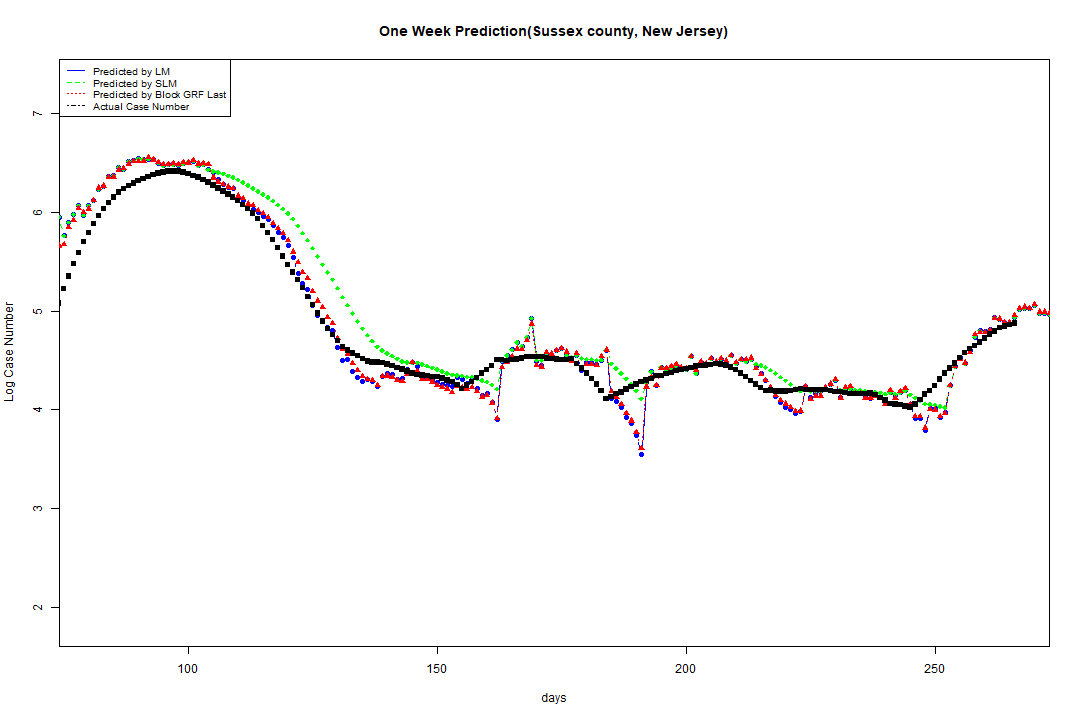 One Week Prediction(Sussex county, New Jersey)
Predicted by LM
Predicted by SLM
Predicted by Block GRF Last
Actual Case Number
7
6
5
4
3
2
Log Case Number
100 150 200 250
days